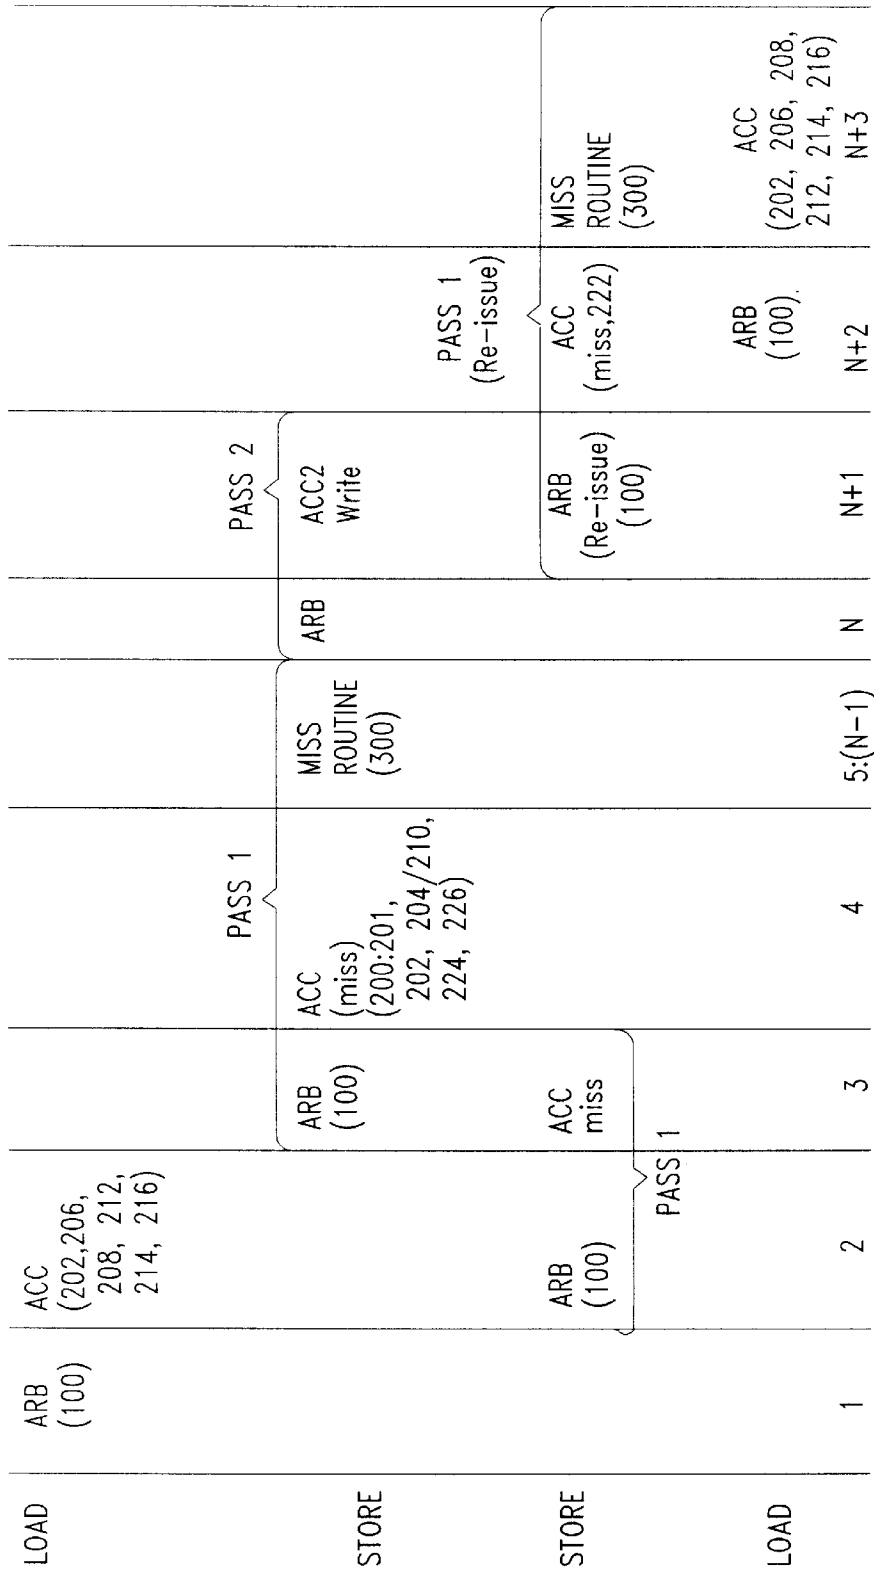 LOAD
ARB
(100)
ACC
(202,206,
208, 212,
214, 216)
STORE
PASS 1
ARB
(100)
ACC
(miss)
(200:201,
202, 204/210,
224, 226)
MISS
ROUTINE
(300)
PASS 2
ARB
ACC2
Write
STORE
ARB
(100)
ACC
miss
PASS 1
PASS 1
(Re-issue)
ARB
(Re-issue)
(100)
ACC
(miss,222)
MISS
ROUTINE
(300)
LOAD
ARB
(100)
ACC
(202, 206, 208,
212, 214, 216)
1 2 3 4 5:(N-1) N N+1 N+2 N+3